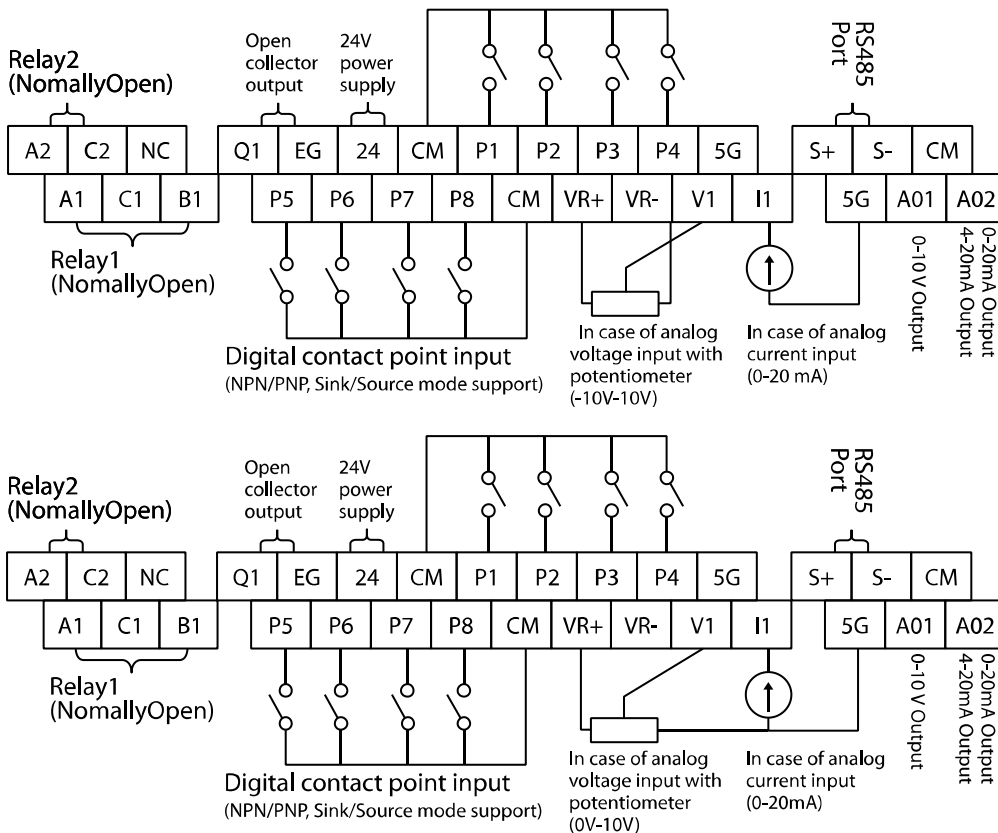 Relay2
(NomallyOpen)
Open
collector
output
24V
power
supply
RS485
Port
A2 C2 NC Q1 EG 24 CM P1 P2 P3 P4 5G S+ S- CM
A1 C1 B1 P5 P6 P7 P8 CM VR+ VR- V1 I1 5G A01 A02
Relay1
(NomallyOpen)
Digital contact point input
(NPN/PNP, Sink/Source mode support)
In case of analog
voltage input with
potentiometer
(-10V-10V)
In case of analog
current input
(0-20 mA)
0-10 V Output
0-20mA Output
4-20mA Output
Relay2
(NomallyOpen)
Open
collector
output
24V
power
supply
RS485
Port
A2 C2 NC Q1 EG 24 CM P1 P2 P3 P4 5G S+ S- CM
A1 C1 B1 P5 P6 P7 P8 CM VR+ VR- V1 I1 5G A01 A02
Relay1
(NomallyOpen)
Digital contact point input
(NPN/PNP, Sink/Source mode support)
In case of analog
voltage input with
potentiometer
(0V-10V)
In case of analog
current input
(0-20mA)
0-10 V Output
0-20mA Output
4-20mA Output